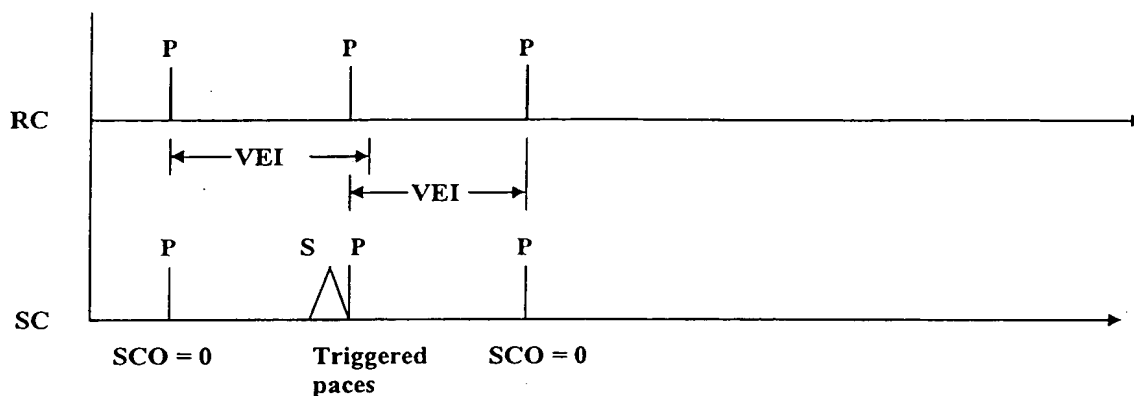 P P P
RC
VEI
VEI
P S P P
SC
SCO = 0 Triggered SCO = 0
paces